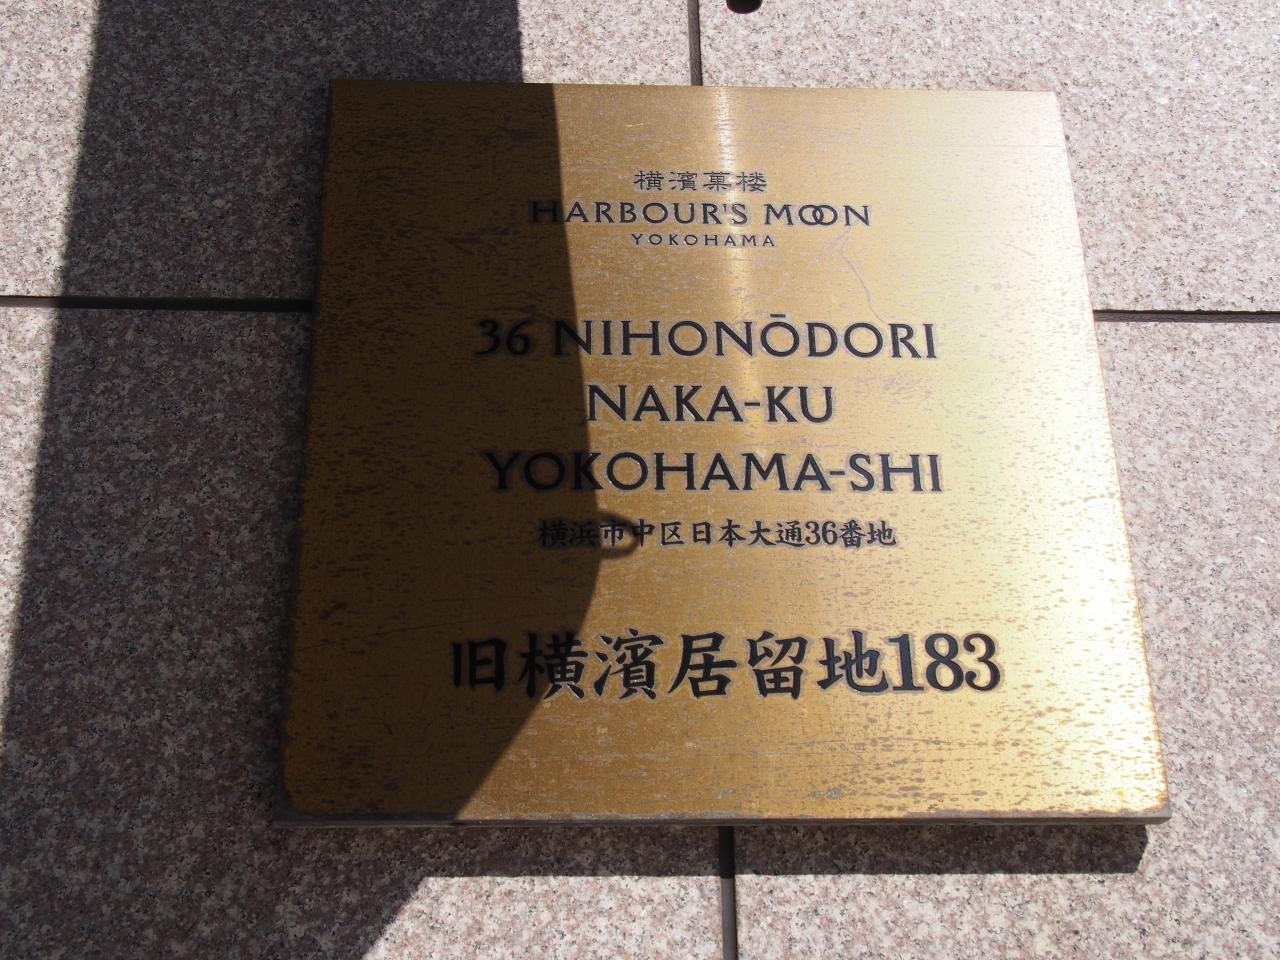 横濱菓楼
HARBOUR'S MOON
YOKOHAMA
36 NIHONŌDORI
NAKA-KU
YOKOHAMA-SHI
横浜市中区日本大通36番地
旧横濱居留地183